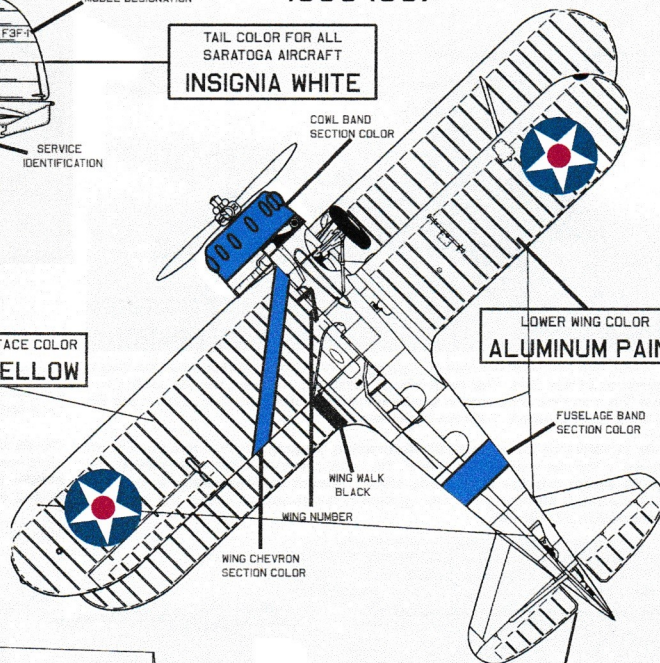 F3F-1
TAIL COLOR FOR ALL
SARATOGA AIRCRAFT
INSIGNIA WHITE
SERVICE
IDENTIFICATION
COWL BAND
SECTION COLOR
LOWER WING COLOR
ALUMINUM PAIN
FACE COLOR
ELLOW
FUSELAGE BAND
SECTION COLOR
WING WALK
BLACK
WING NUMBER
WING CHEVRON
SECTION COLOR